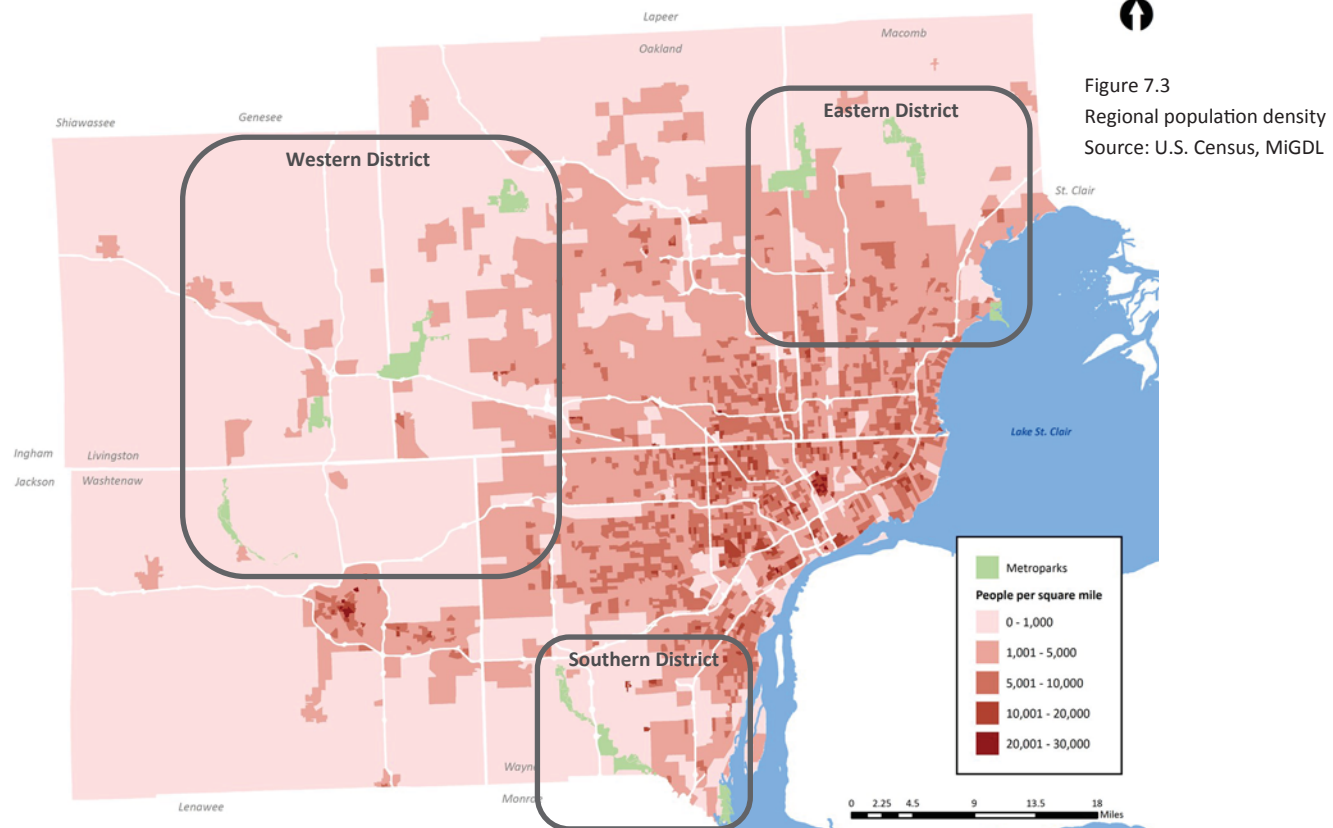 Lapeer
Oakland
Macomb
Figure 7.3
Regional population density
Source: U.S. Census, MiGDL
Shiawassee
Genesee
Eastern District
Western District
St. Clair
Lake St. Clair
Ingham
Livingston
Jackson
Washtenaw
Southern District
Wayne
Monroe
Lenawee
Metroparks
People per square mile
0 - 1,000
1,001 - 5,000
5,001 - 10,000
10,001 - 20,000
20,001 - 30,000
0 2.25 4.5 9 13.5 18
Miles